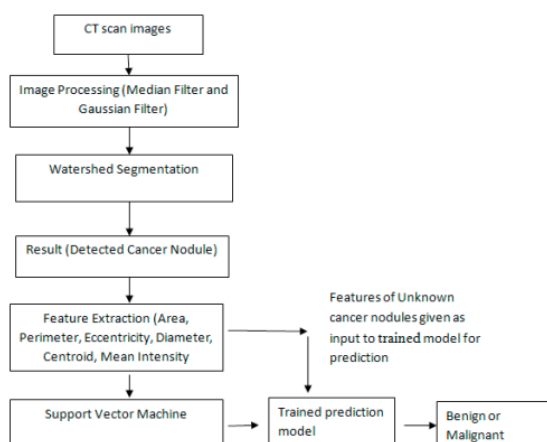 CT scan images
Image Processing (Median Filter and
Gaussian Filter)
Watershed Segmentation
Result (Detected Cancer Nodule)
Feature Extraction (Area,
Perimeter, Eccentricity, Diameter,
Centroid, Mean Intensity
Features of Unknown
cancer nodules given as
input to trained model for
prediction
Support Vector Machine
Trained prediction
model
Benign or
Malignant